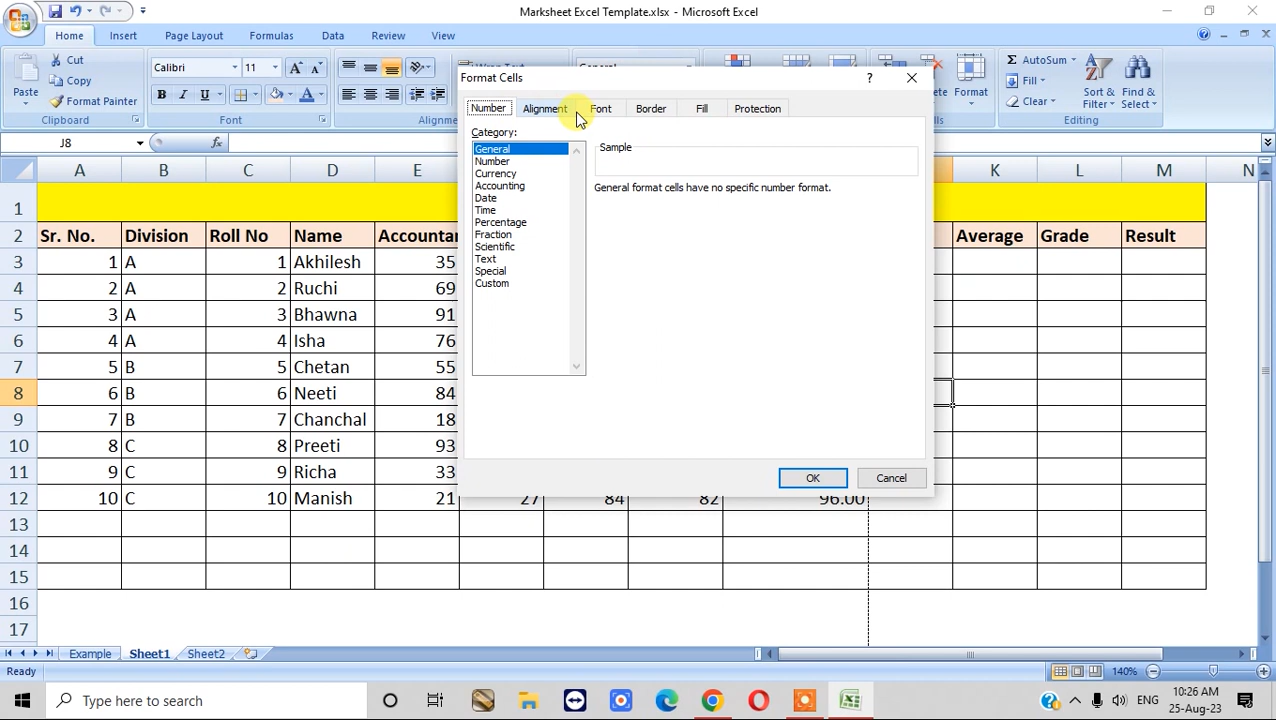 Marksheet Excel Template.xlsx - Microsoft Excel
Home Insert Page Layout Formulas Data Review View
Cut
Copy
Format Painter
Paste
Clipboard
Calibri 11
B I U
Font
Alignme
AutoSum
Fill
Clear
Sort & Filter
Find & Select
Format
Editing
J8
fx
Format Cells
Number Alignment Font Border Fill Protection
Category:
General
Number
Currency
Accounting
Date
Time
Percentage
Fraction
Scientific
Text
Special
Custom
Sample
General format cells have no specific number format.
OK Cancel
A B C D E K L M N
1
2 Sr. No. Division Roll No Name Accountan Average Grade Result
3 1 A 1 Akhilesh 35
4 2 A 2 Ruchi 69
5 3 A 3 Bhawna 91
6 4 A 4 Isha 76
7 5 B 5 Chetan 55
8 6 B 6 Neeti 84
9 7 B 7 Chanchal 18
10 8 C 8 Preeti 93
11 9 C 9 Richa 33
12 10 C 10 Manish 21 27 84 82 96.00
13
14
15
16
17
Example Sheet1 Sheet2
Ready 140%
Type here to search
ENG
10:26 AM
25-Aug-23